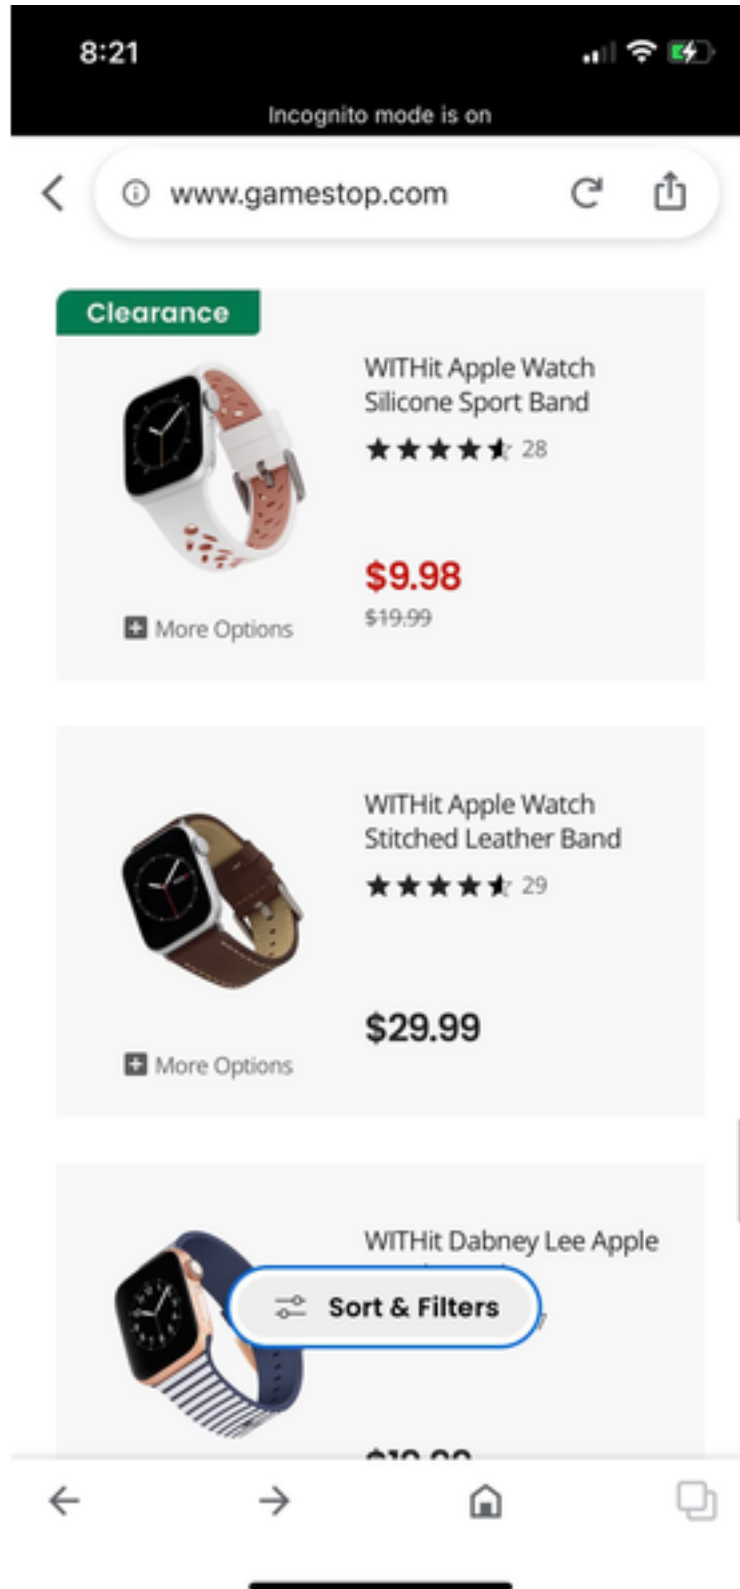 8:21
Incognito mode is on
www.gamestop.com
Clearance
WITHit Apple Watch
Silicone Sport Band
28
$9.98
$19.99
More Options
WITHit Apple Watch
Stitched Leather Band
29
$29.99
More Options
WITHit Dabney Lee Apple
Sort & Filters